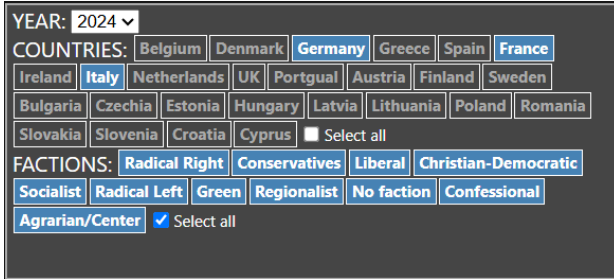 YEAR: 2024
COUNTRIES: Belgium Denmark Germany Greece Spain France
Ireland Italy Netherlands UK Portgual Austria Finland Sweden
Bulgaria Czechia Estonia Hungary Latvia Lithuania Poland Romania
Slovakia Slovenia Croatia Cyprus Select all
FACTIONS: Radical Right Conservatives Liberal Christian-Democratic
Socialist Radical Left Green Regionalist No faction Confessional
Agrarian/Center Select all